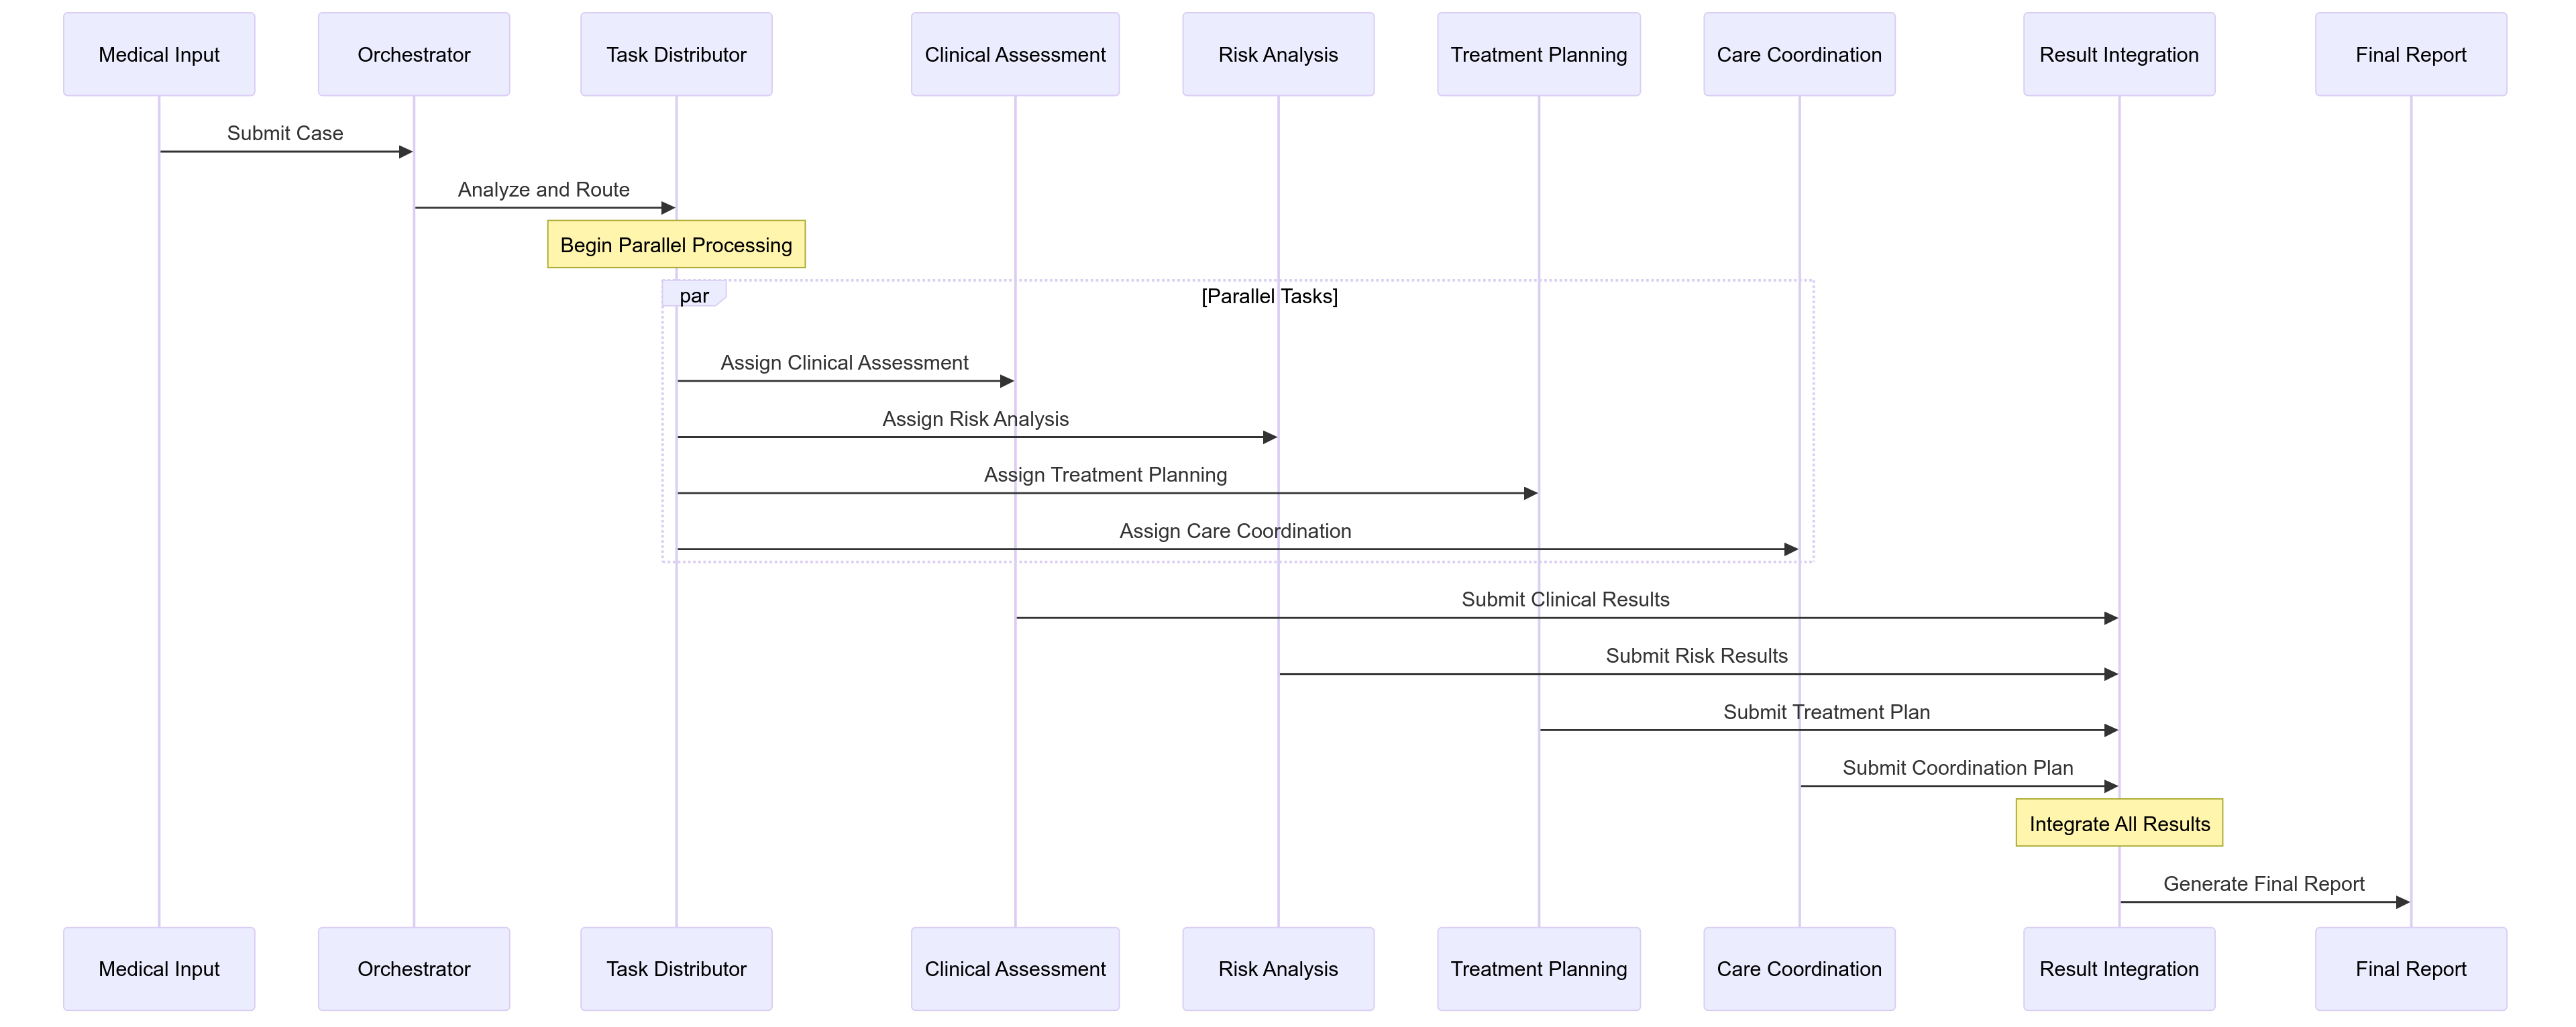 Medical Input
Orchestrator
Task Distributor
Clinical Assessment
Risk Analysis
Treatment Planning
Care Coordination
Result Integration
Final Report
Submit Case
Analyze and Route
Begin Parallel Processing
par
[Parallel Tasks]
Assign Clinical Assessment
Assign Risk Analysis
Assign Treatment Planning
Assign Care Coordination
Submit Clinical Results
Submit Risk Results
Submit Treatment Plan
Submit Coordination Plan
Integrate All Results
Generate Final Report
Medical Input
Orchestrator
Task Distributor
Clinical Assessment
Risk Analysis
Treatment Planning
Care Coordination
Result Integration
Final Report